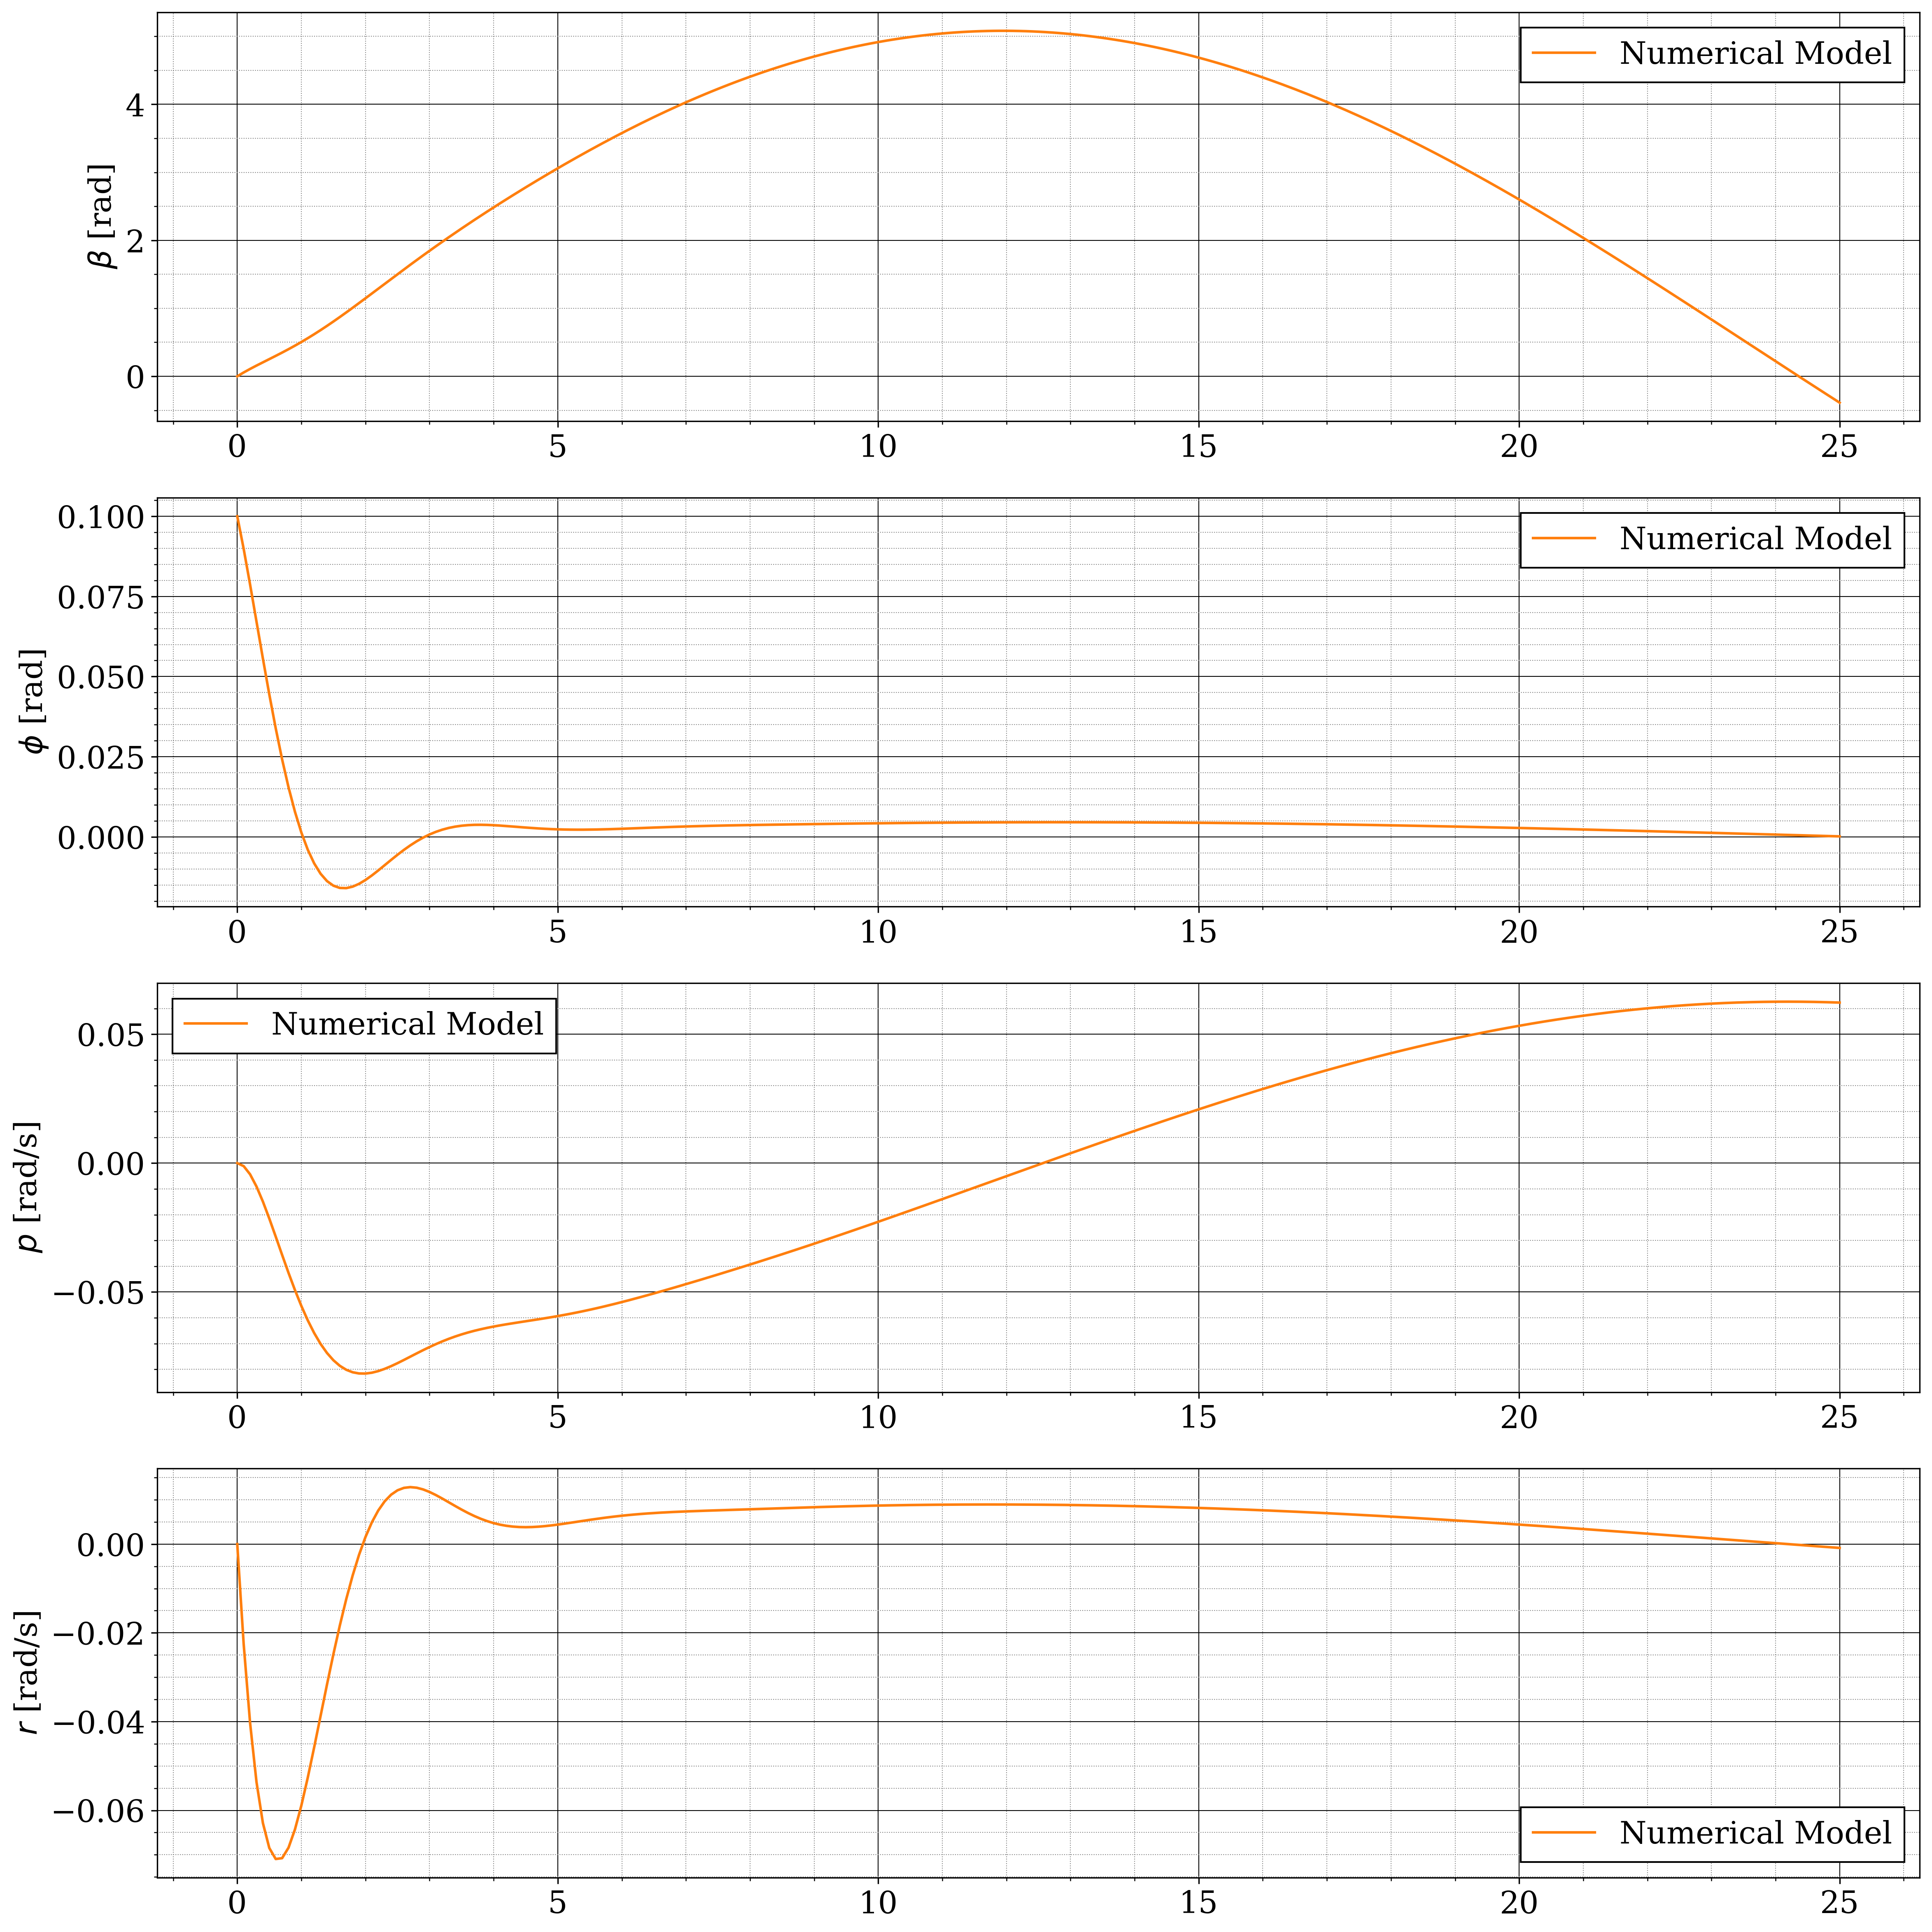 β [rad]
4
2
0
Numerical Model
0 5 10 15 20 25
ϕ [rad]
0.100
0.075
0.050
0.025
0.000
Numerical Model
0 5 10 15 20 25
p [rad/s]
0.05
0.00
−0.05
Numerical Model
0 5 10 15 20 25
r [rad/s]
0.00
−0.02
−0.04
−0.06
Numerical Model
0 5 10 15 20 25